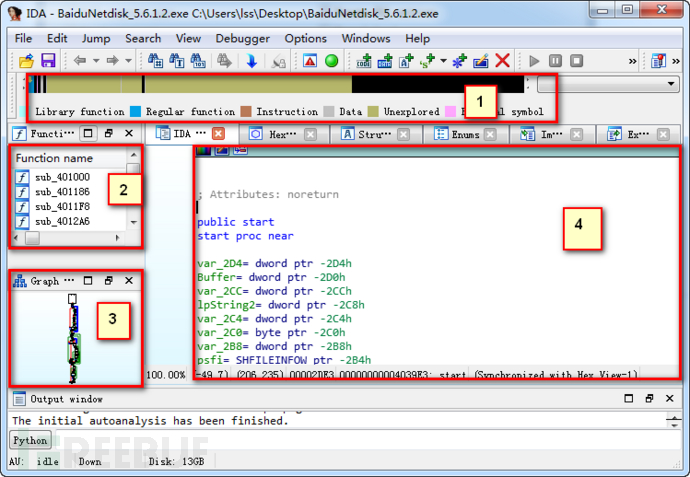 IDA - BaiduNetdisk_5.6.1.2.exe C:\Users\lss\Desktop\BaiduNetdisk_5.6.1.2.exe
File Edit Jump Search View Debugger Options Windows Help
1
Library function Regular function Instruction Data Unexplored symbol
Functi··· IDA ··· Hex··· Stru··· Enums Im··· Ex···
Function name
sub_401000
sub_401186
sub_4011F8
sub_4012A6
2
Graph ···
3
; Attributes: noreturn
public start
start proc near
var_2D4= dword ptr -2D4h
Buffer= dword ptr -2D0h
var_2CC= dword ptr -2CCh
lpString2= dword ptr -2C8h
var_2C4= dword ptr -2C4h
var_2C0= byte ptr -2C0h
var_2B8= dword ptr -2B8h
psfi= SHFILEINFOW ptr -2B4h
4
100.00% (-49,7) (206,235) 00002DE3 00000000004039E3: start (Synchronized with Hex View-1)
Output window
The initial autoanalysis has been finished.
Python
AU: idle Down Disk: 13GB
REEBUF